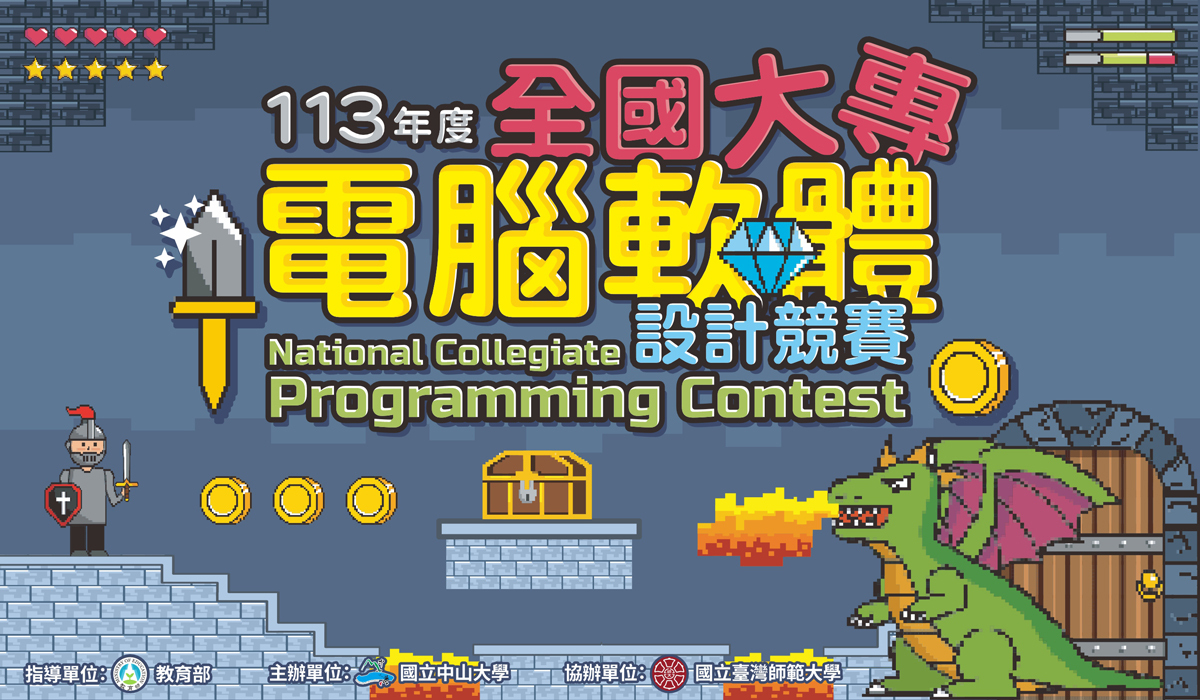 113年度 全國大專
電腦軟體
設計競賽
National Collegiate
Programming Contest
指導單位: 教育部
主辦單位: 國立中山大學
協辦單位: 國立臺灣師範大學